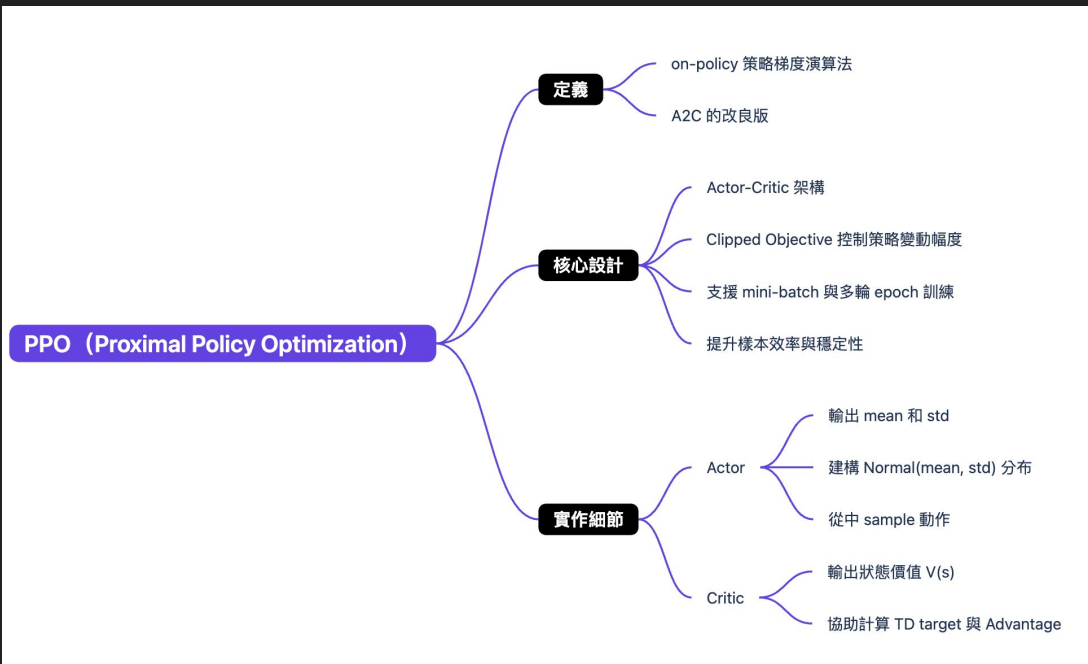 PPO（Proximal Policy Optimization）
定義
on-policy 策略梯度演算法
A2C 的改良版
核心設計
Actor-Critic 架構
Clipped Objective 控制策略變動幅度
支援 mini-batch 與多輪 epoch 訓練
提升樣本效率與穩定性
實作細節
Actor
輸出 mean 和 std
建構 Normal(mean, std) 分布
從中 sample 動作
Critic
輸出狀態價值 V(s)
協助計算 TD target 與 Advantage